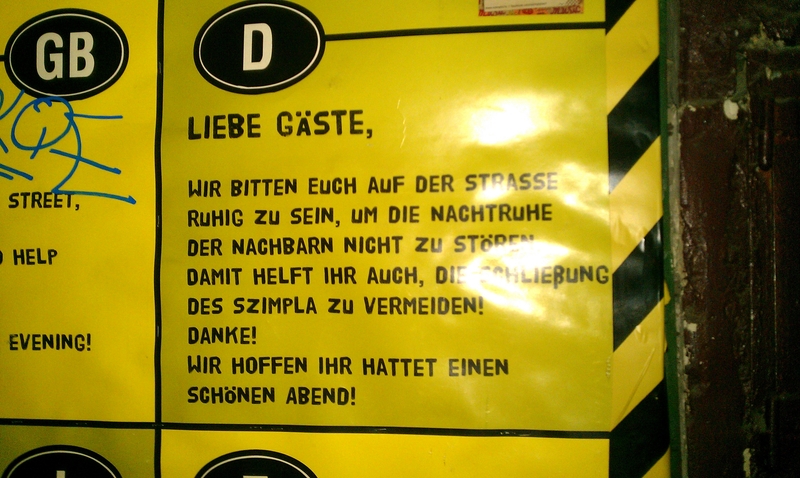 GB
STREET,
HELP
EVENING!
D
LIEBE GÄSTE,
WIR BITTEN EUCH AUF DER STRASSE
RUHIG ZU SEIN, UM DIE NACHTRUHE
DER NACHBARN NICHT ZU STÖREN
DAMIT HELFT IHR AUCH, DIE SCHLIEßUNG
DES SZIMPLA ZU VERMEIDEN!
DANKE!
WIR HOFFEN IHR HATTET EINEN
SCHÖNEN ABEND!